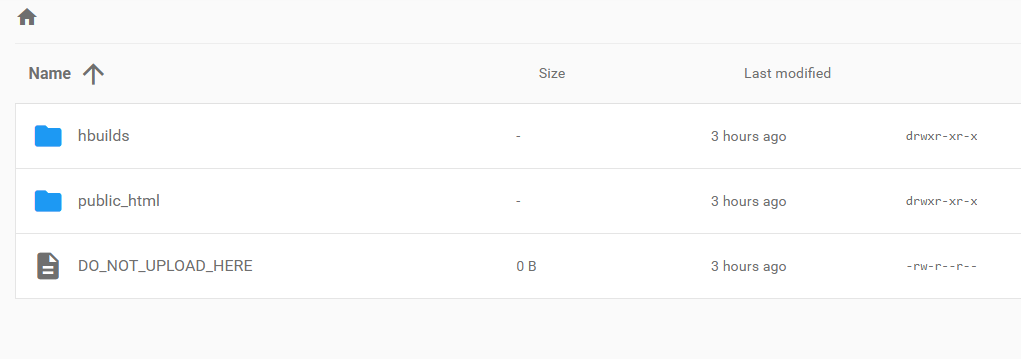 Name Size Last modified
hbuilds - 3 hours ago drwxr-xr-x
public_html - 3 hours ago drwxr-xr-x
DO_NOT_UPLOAD_HERE 0 B 3 hours ago -rw-r--r--